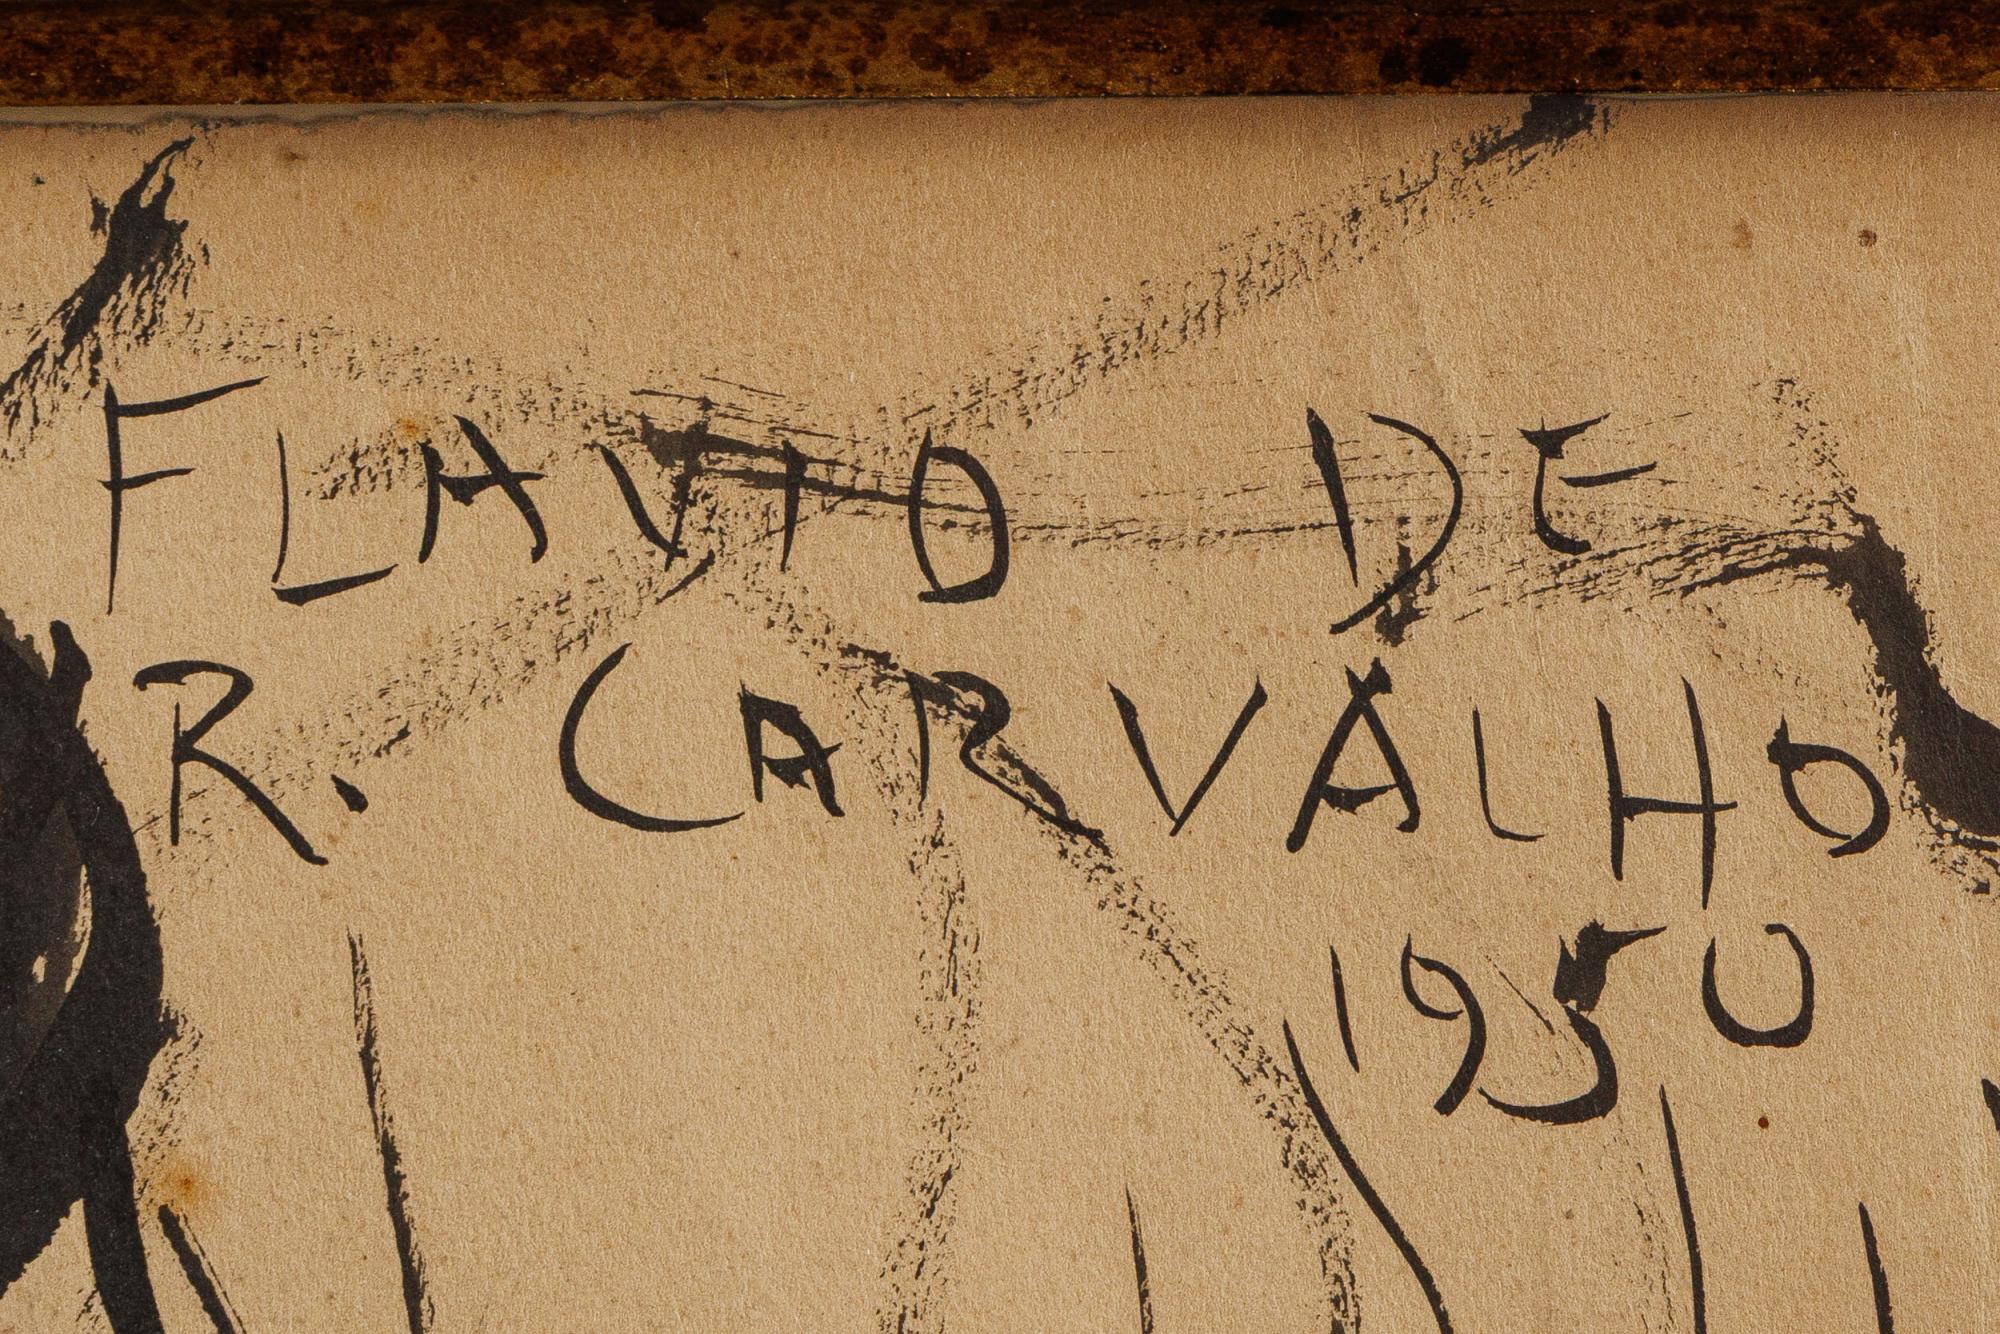 FLAVIO DE
R. CARVALHO
1950